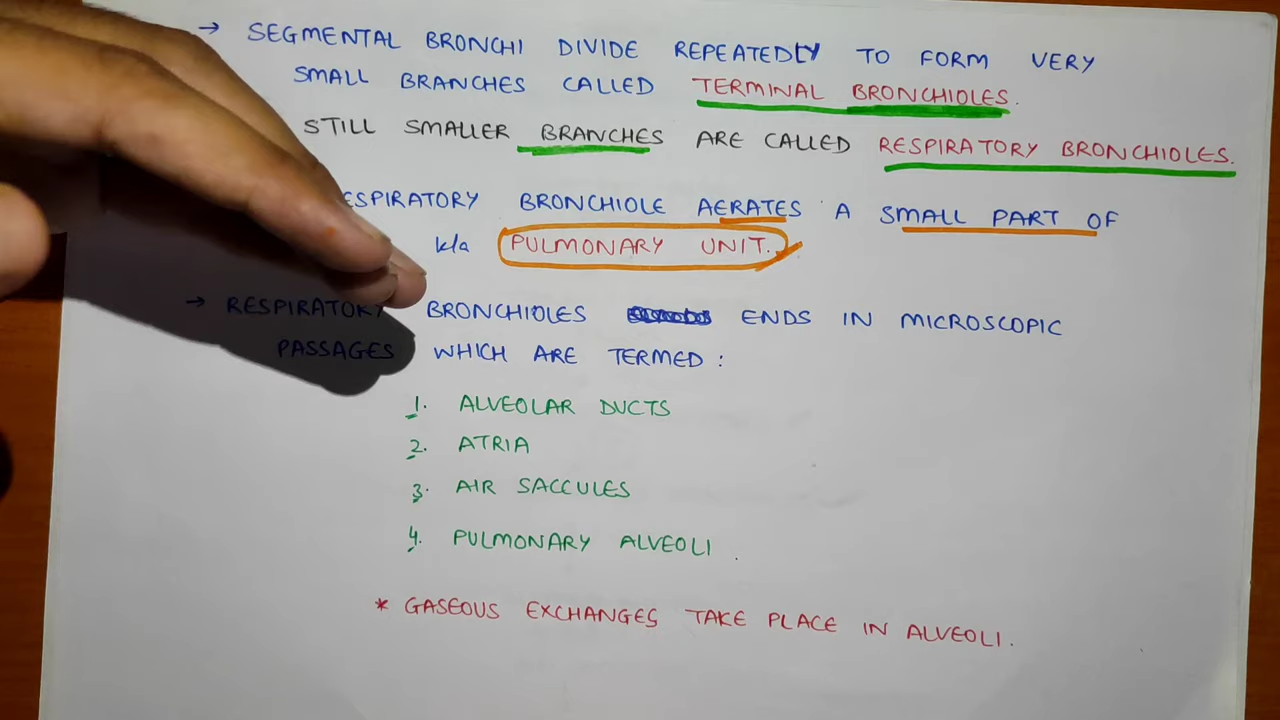 → SEGMENTAL BRONCHI DIVIDE REPEATEDLY TO FORM VERY
SMALL BRANCHES CALLED TERMINAL BRONCHIOLES.
STILL SMALLER BRANCHES ARE CALLED RESPIRATORY BRONCHIOLES.
ESPIRATORY BRONCHIOLE AERATES A SMALL PART OF
k/a PULMONARY UNIT.
→ RESPIRATORY BRONCHIOLES ENDS IN MICROSCOPIC
PASSAGES WHICH ARE TERMED :
1. ALVEOLAR DUCTS
2. ATRIA
3. AIR SACCULES
4. PULMONARY ALVEOLI .
* GASEOUS EXCHANGES TAKE PLACE IN ALVEOLI.